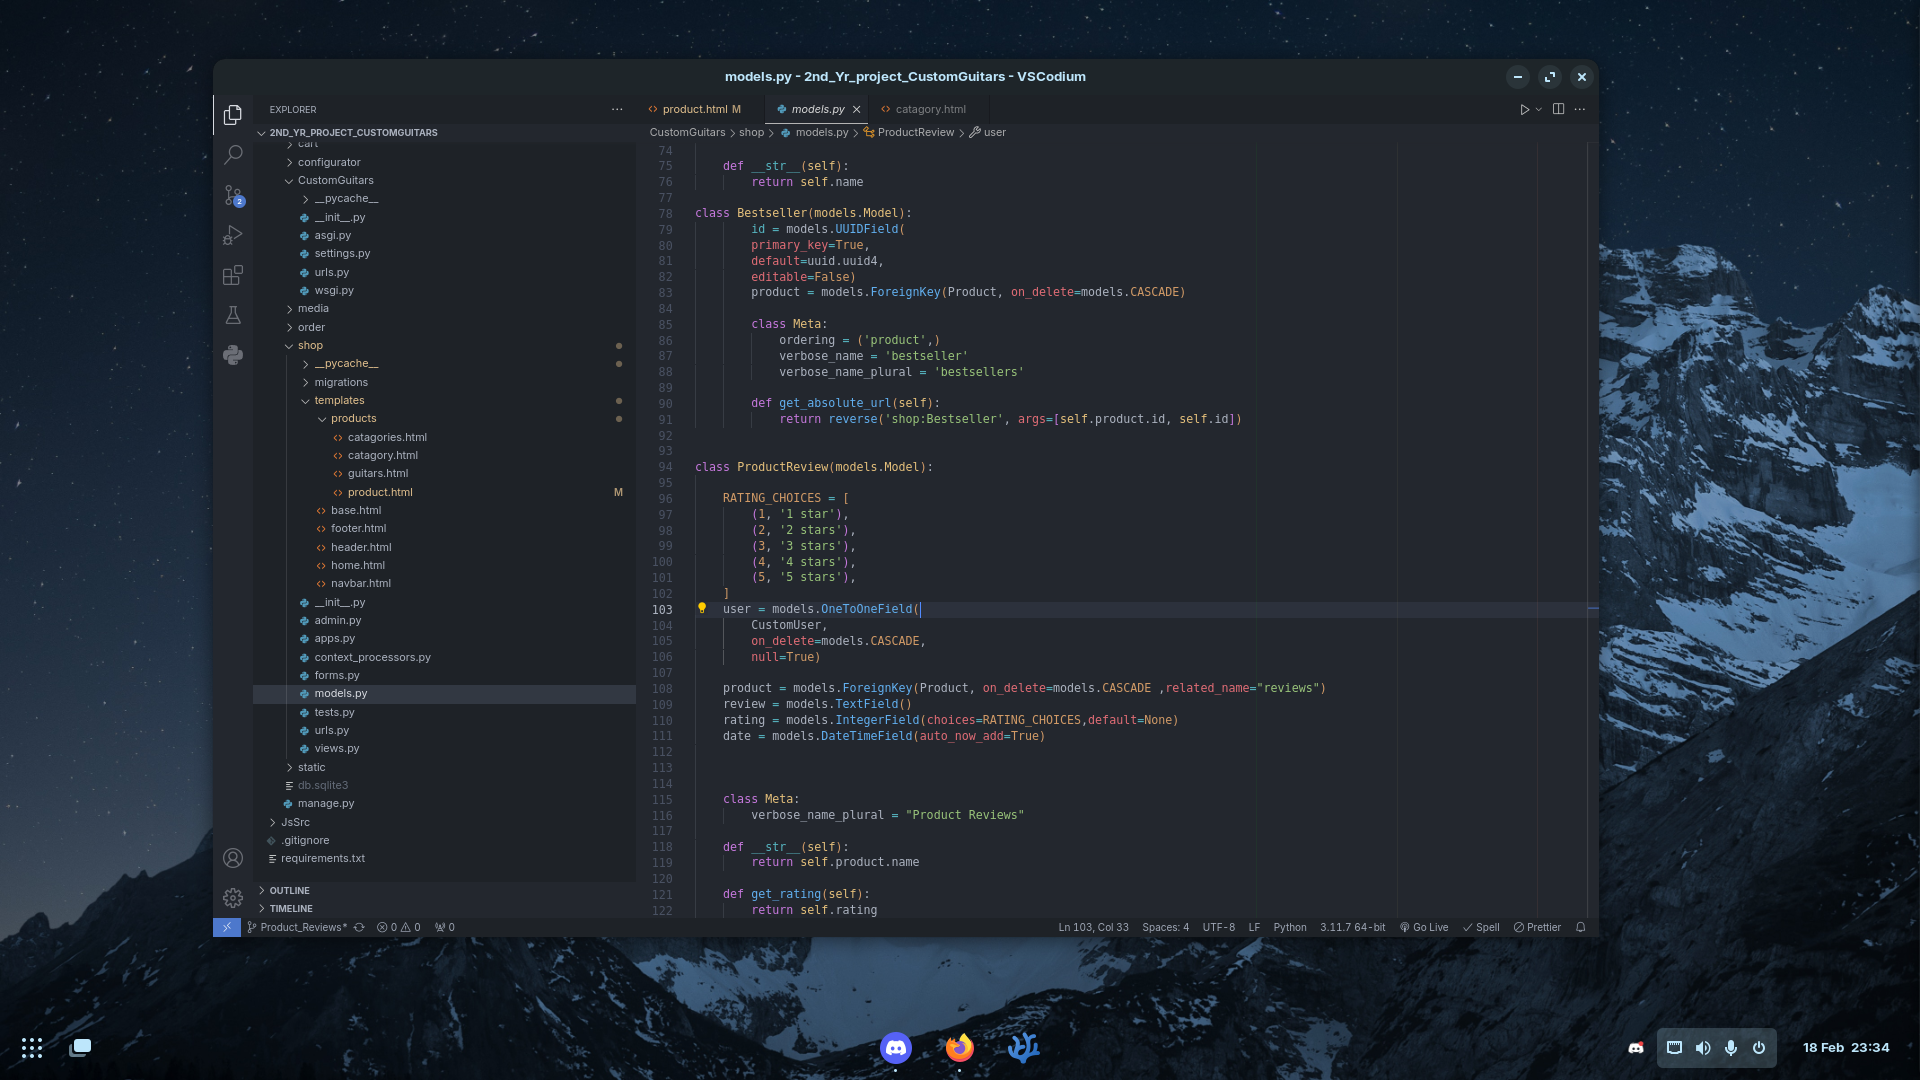 models.py - 2nd_Yr_project_CustomGuitars - VSCodium
EXPLORER
2ND_YR_PROJECT_CUSTOMGUITARS
cart
configurator
CustomGuitars
__pycache__
__init__.py
asgi.py
settings.py
urls.py
wsgi.py
media
order
shop
__pycache__
migrations
templates
products
catagories.html
catagory.html
guitars.html
product.html M
base.html
footer.html
header.html
home.html
navbar.html
__init__.py
admin.py
apps.py
context_processors.py
forms.py
models.py
tests.py
urls.py
views.py
static
db.sqlite3
manage.py
JsSrc
.gitignore
requirements.txt
OUTLINE
TIMELINE
2
product.html M models.py catagory.html
CustomGuitars > shop > models.py > ProductReview > user
74
75 def __str__(self):
76 return self.name
77
78 class Bestseller(models.Model):
79 id = models.UUIDField(
80 primary_key=True,
81 default=uuid.uuid4,
82 editable=False)
83 product = models.ForeignKey(Product, on_delete=models.CASCADE)
84
85 class Meta:
86 ordering = ('product',)
87 verbose_name = 'bestseller'
88 verbose_name_plural = 'bestsellers'
89
90 def get_absolute_url(self):
91 return reverse('shop:Bestseller', args=[self.product.id, self.id])
92
93
94 class ProductReview(models.Model):
95
96 RATING_CHOICES = [
97 (1, '1 star'),
98 (2, '2 stars'),
99 (3, '3 stars'),
100 (4, '4 stars'),
101 (5, '5 stars'),
102 ]
103 user = models.OneToOneField(
104 CustomUser,
105 on_delete=models.CASCADE,
106 null=True)
107
108 product = models.ForeignKey(Product, on_delete=models.CASCADE ,related_name="reviews")
109 review = models.TextField()
110 rating = models.IntegerField(choices=RATING_CHOICES,default=None)
111 date = models.DateTimeField(auto_now_add=True)
112
113
114
115 class Meta:
116 verbose_name_plural = "Product Reviews"
117
118 def __str__(self):
119 return self.product.name
120
121 def get_rating(self):
122 return self.rating
Product_Reviews* 0 0 0 Ln 103, Col 33 Spaces: 4 UTF-8 LF Python 3.11.7 64-bit Go Live Spell Prettier
18 Feb 23:34